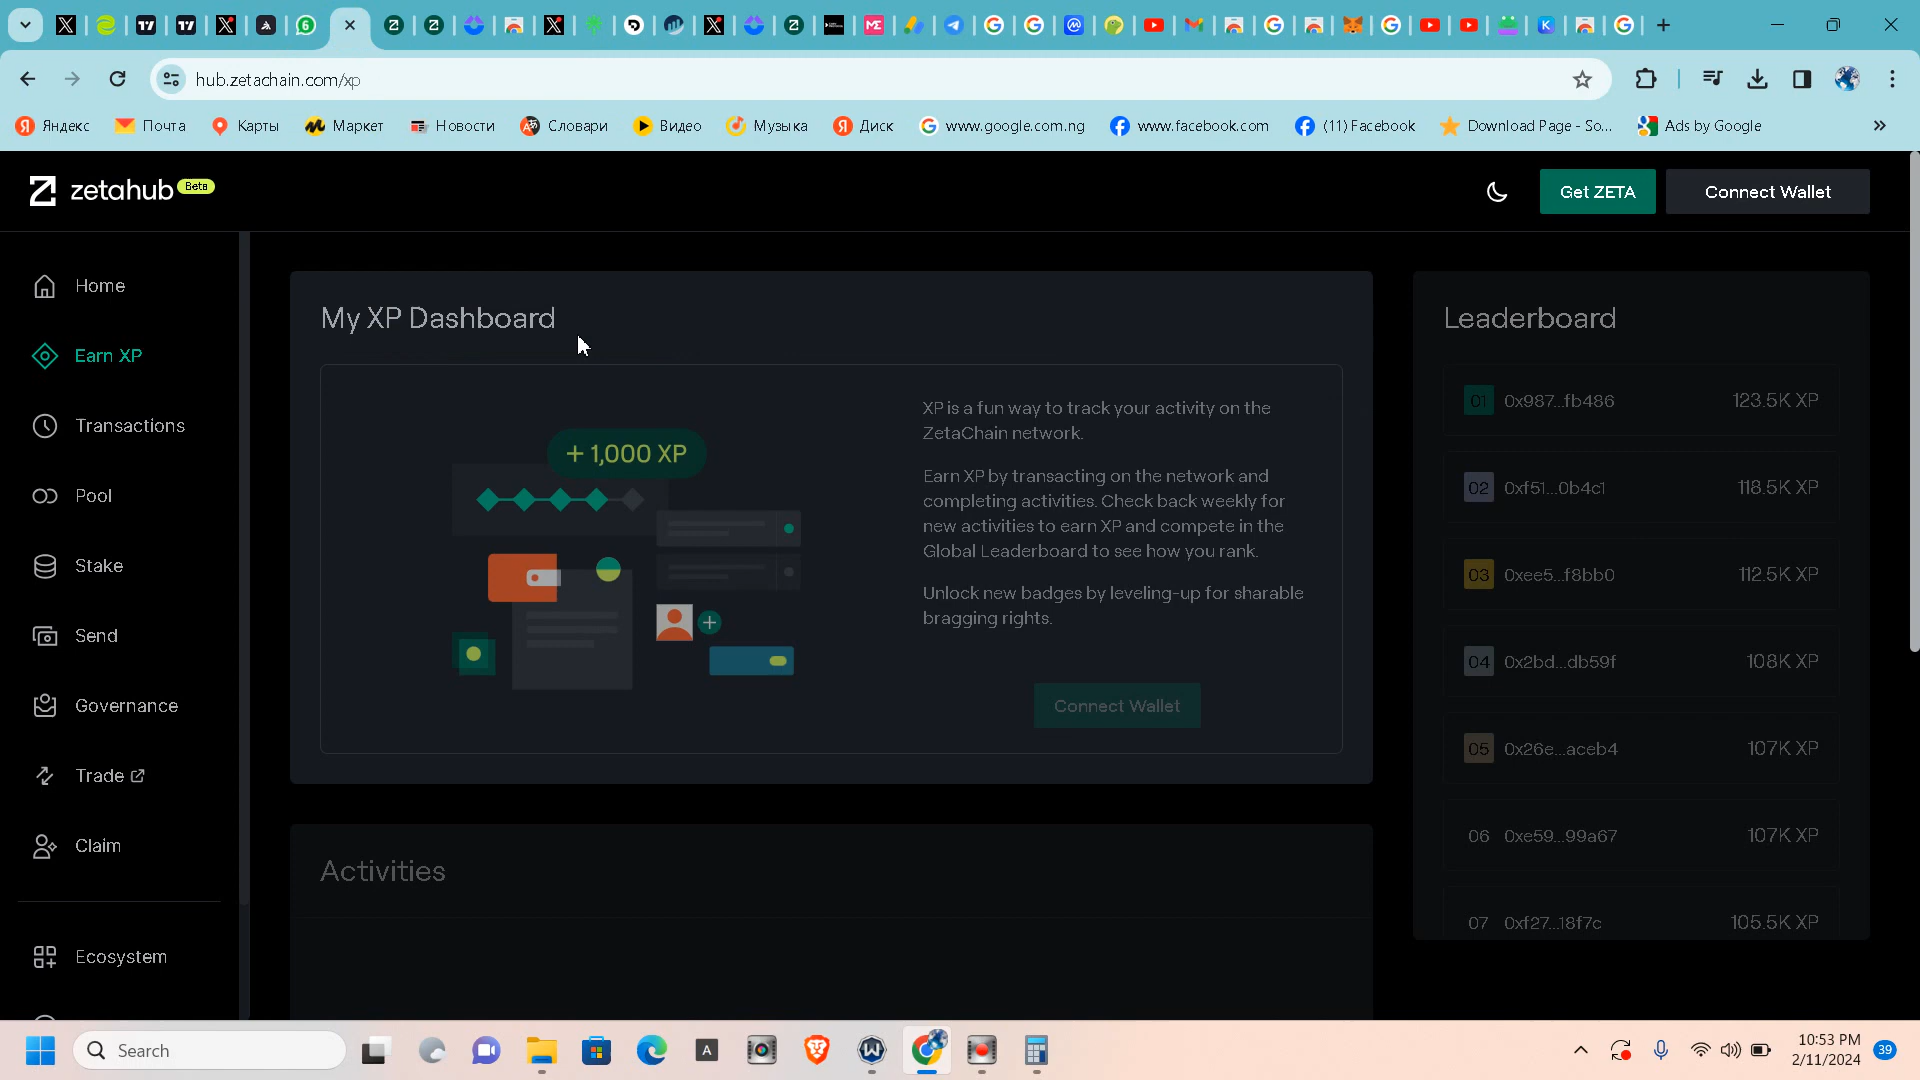 6
hub.zetachain.com/xp
Яндекс
Почта
Карты
Маркет
Новости
Словари
Видео
Музыка
Диск
www.google.com.ng
www.facebook.com
(11) Facebook
Download Page - So...
Ads by Google
zetahub Beta
Get ZETA
Connect Wallet
Home
Earn XP
Transactions
Pool
Stake
Send
Governance
Trade
Claim
Ecosystem
My XP Dashboard
+ 1,000 XP
XP is a fun way to track your activity on the
ZetaChain network.
Earn XP by transacting on the network and
completing activities. Check back weekly for
new activities to earn XP and compete in the
Global Leaderboard to see how you rank.
Unlock new badges by leveling-up for sharable
bragging rights.
Connect Wallet
Activities
Leaderboard
01 0x987...fb486 123.5K XP
02 0xf51...0b4c1 118.5K XP
03 0xee5...f8bb0 112.5K XP
04 0x2bd...db59f 108K XP
05 0x26e...aceb4 107K XP
06 0xe59...99a67 107K XP
07 0xf27...18f7c 105.5K XP
Search
10:53 PM
2/11/2024
39